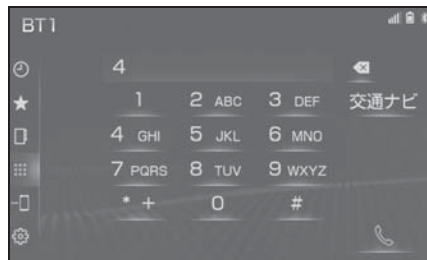 BT1
4
1 2 ABC 3 DEF 交通ナビ
4 GHI 5 JKL 6 MNO
7 PQRS 8 TUV 9 WXYZ
* + 0 #